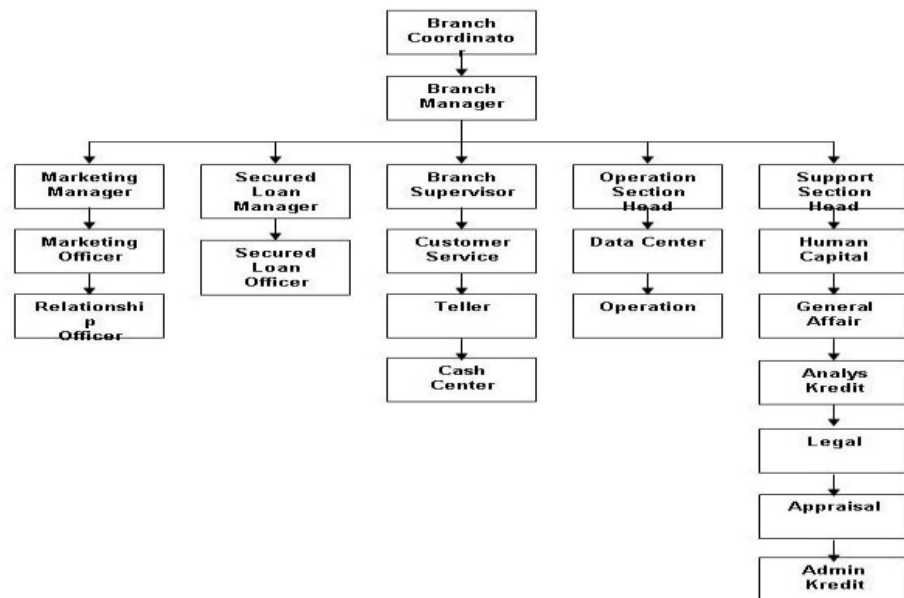 Branch
Coordinato
r
Branch
Manager
Marketing
Manager
Secured
Loan
Manager
Branch
Supervisor
Operation
Section
Head
Support
Section
Head
Marketing
Officer
Secured
Loan
Officer
Customer
Service
Data Center
Human
Capital
Relationshi
p
Officer
Teller
Operation
General
Affair
Cash
Center
Analys
Kredit
Legal
Appraisal
Admin
Kredit